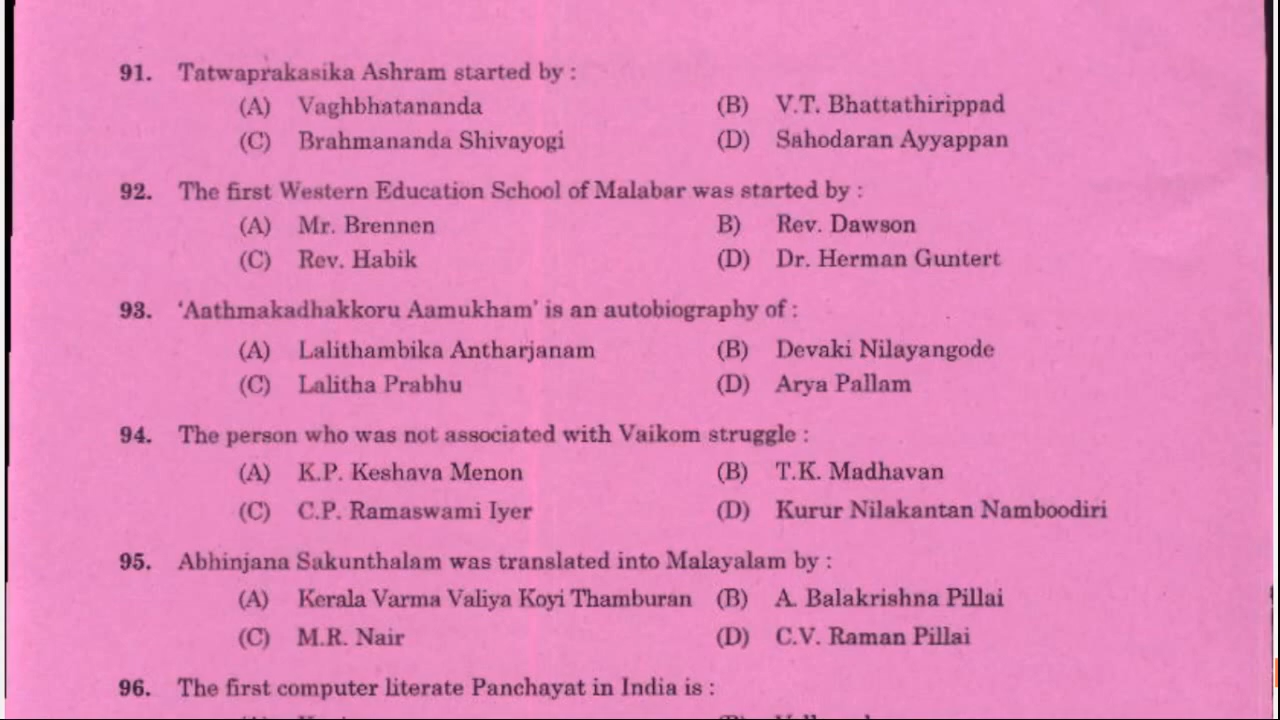 91. Tatwaprakasika Ashram started by :
(A) Vaghbhatananda (B) V.T. Bhattathirippad
(C) Brahmananda Shivayogi (D) Sahodaran Ayyappan
92. The first Western Education School of Malabar was started by :
(A) Mr. Brennen B) Rev. Dawson
(C) Rev. Habik (D) Dr. Herman Guntert
93. ‘Aathmakadhakkoru Aamukham’ is an autobiography of :
(A) Lalithambika Antharjanam (B) Devaki Nilayangode
(C) Lalitha Prabhu (D) Arya Pallam
94. The person who was not associated with Vaikom struggle :
(A) K.P. Keshava Menon (B) T.K. Madhavan
(C) C.P. Ramaswami Iyer (D) Kurur Nilakantan Namboodiri
95. Abhinjana Sakunthalam was translated into Malayalam by :
(A) Kerala Varma Valiya Koyi Thamburan (B) A. Balakrishna Pillai
(C) M.R. Nair (D) C.V. Raman Pillai
96. The first computer literate Panchayat in India is :